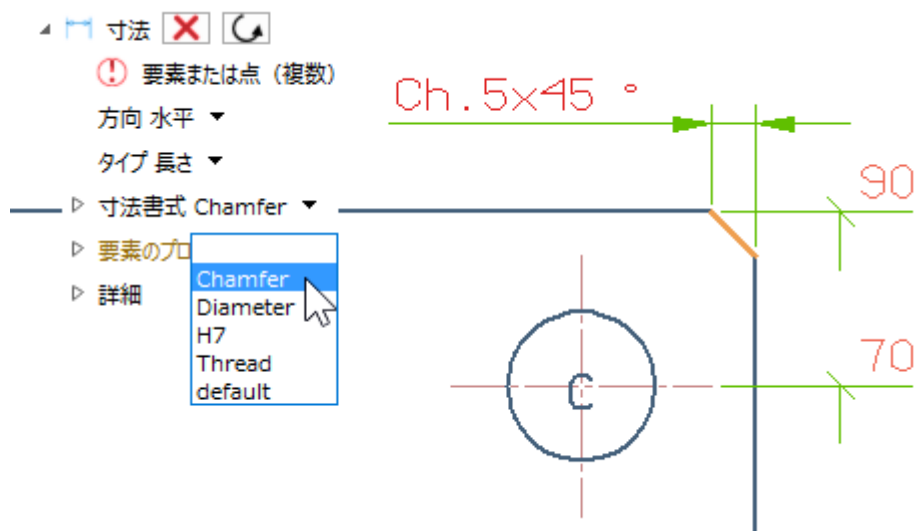 寸法
要素または点（複数）
方向 水平
タイプ 長さ
寸法書式 Chamfer
要素のプロ
詳細
Chamfer
Diameter
H7
Thread
default
Ch.5x45 °
90
70
C